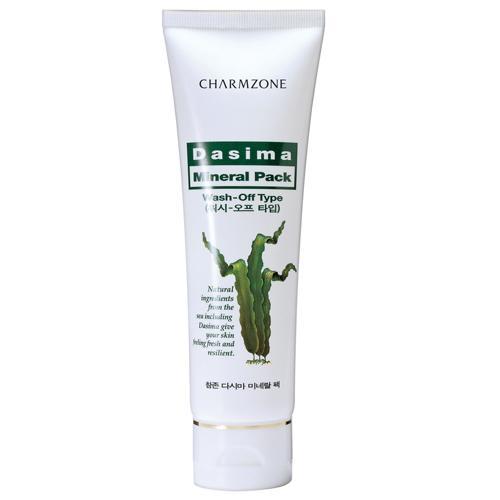 CHARMZONE
Dasima
Mineral Pack
Wash-Off Type
(워시-오프 타입)
Natural
ingredients
from the
sea including
Dasima give
your skin
feeling fresh and
resilient.
참존 다시마 미네랄 팩